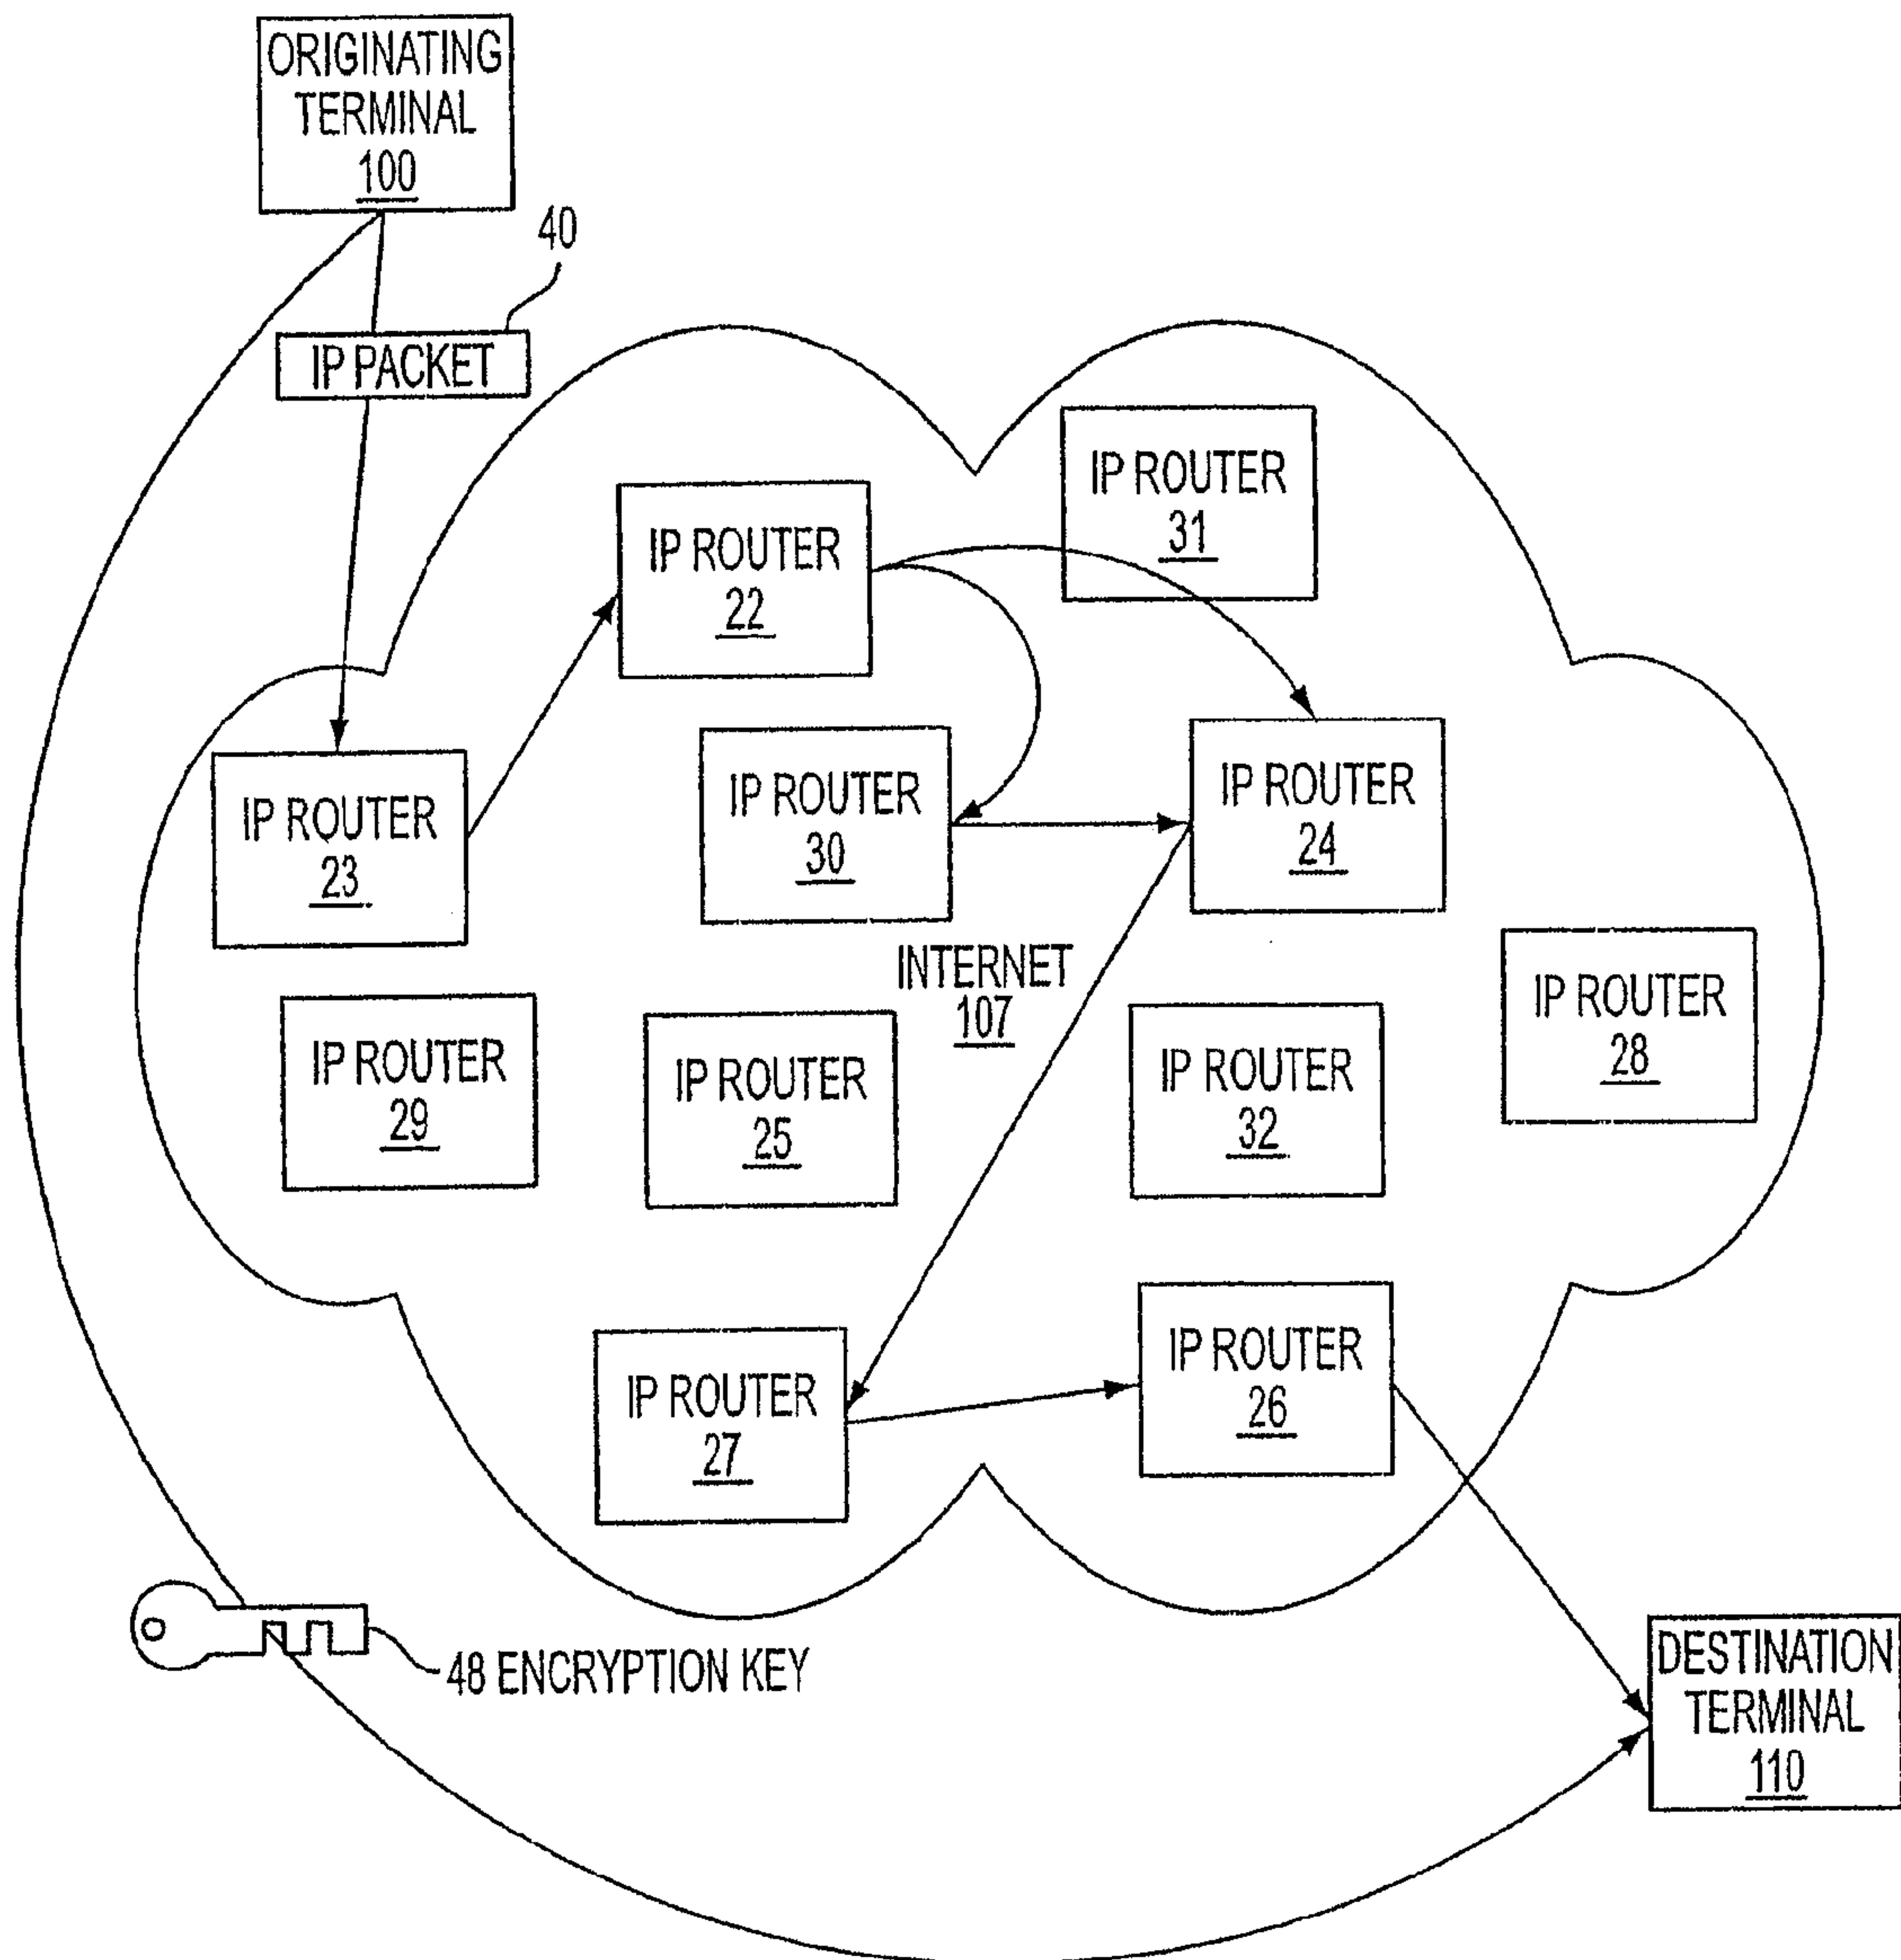 ORIGINATING
TERMINAL
100
40
IP PACKET
IP ROUTER
31
IP ROUTER
22
IP ROUTER
23
IP ROUTER
30
IP ROUTER
24
INTERNET
107
IP ROUTER
28
IP ROUTER
29
IP ROUTER
25
IP ROUTER
32
IP ROUTER
27
IP ROUTER
26
48 ENCRYPTION KEY
DESTINATION
TERMINAL
110